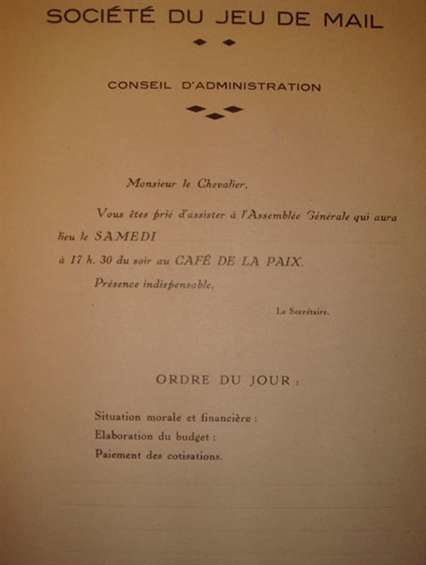 SOCIÉTÉ DU JEU DE MAIL
CONSEIL D'ADMINISTRATION
Monsieur le Chevalier,
Vous êtes prié d'assister à l'Assemblée Générale qui aura
lieu le SAMEDI
à 17 h. 30 du soir au CAFÉ DE LA PAIX.
Présence indispensable.
Le Secrétaire.
ORDRE DU JOUR :
Situation morale et financière :
Elaboration du budget :
Paiement des cotisations.